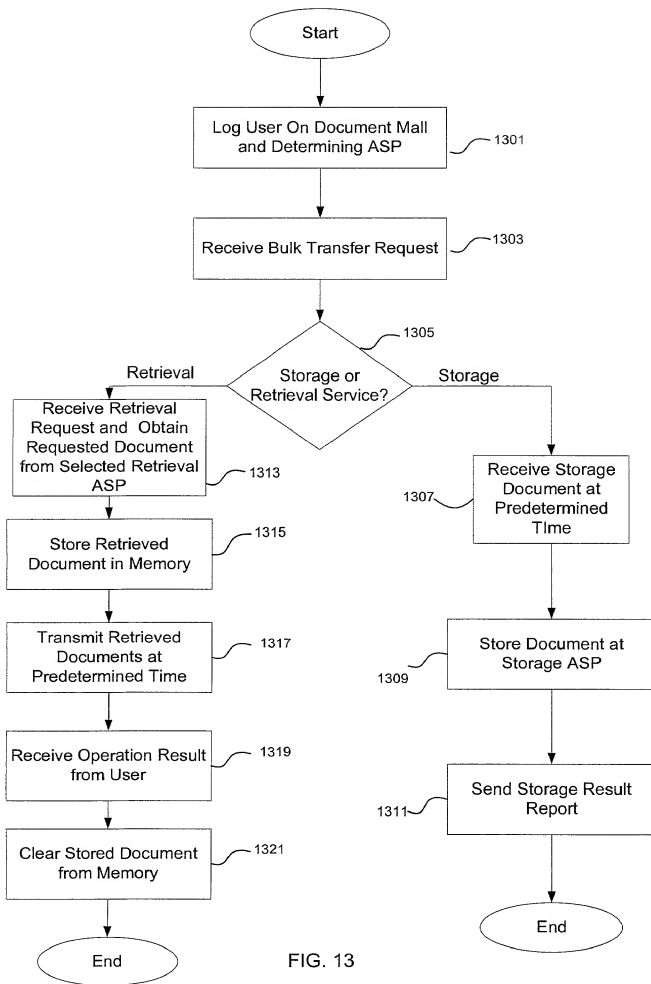 Start
Log User On Document Mall
and Determining ASP
1301
Receive Bulk Transfer Request
1303
1305
Storage or
Retrieval Service?
Retrieval
Storage
Receive Retrieval
Request and Obtain
Requested Document
from Selected Retrieval
ASP
1313
Store Retrieved
Document in Memory
1315
Transmit Retrieved
Documents at
Predetermined Time
1317
Receive Operation Result
from User
1319
Clear Stored Document
from Memory
1321
End
Receive Storage
Document at
Predetermined
TIme
1307
Store Document at
Storage ASP
1309
Send Storage Result
Report
1311
End
FIG. 13